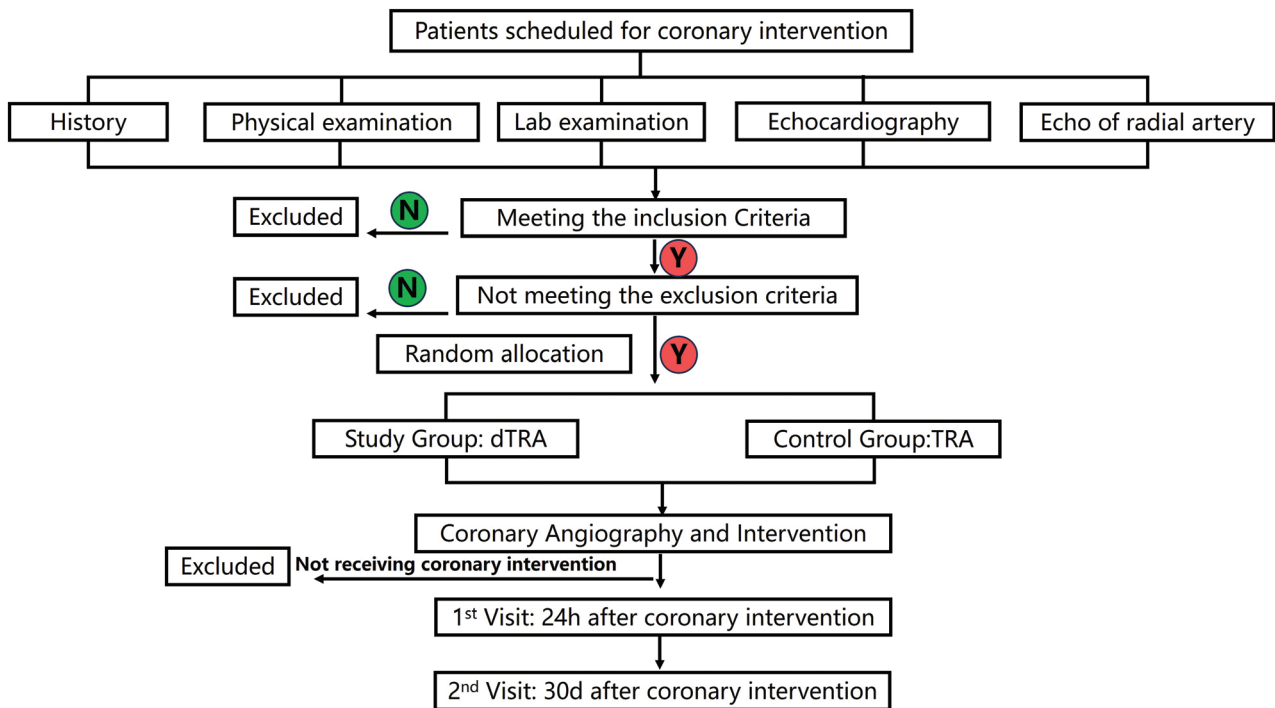 Patients scheduled for coronary intervention
History
Physical examination
Lab examination
Echocardiography
Echo of radial artery
Excluded
N
Meeting the inclusion Criteria
Y
Excluded
N
Not meeting the exclusion criteria
Random allocation
Y
Study Group: dTRA
Control Group:TRA
Coronary Angiography and Intervention
Excluded
Not receiving coronary intervention
1st Visit: 24h after coronary intervention
2nd Visit: 30d after coronary intervention